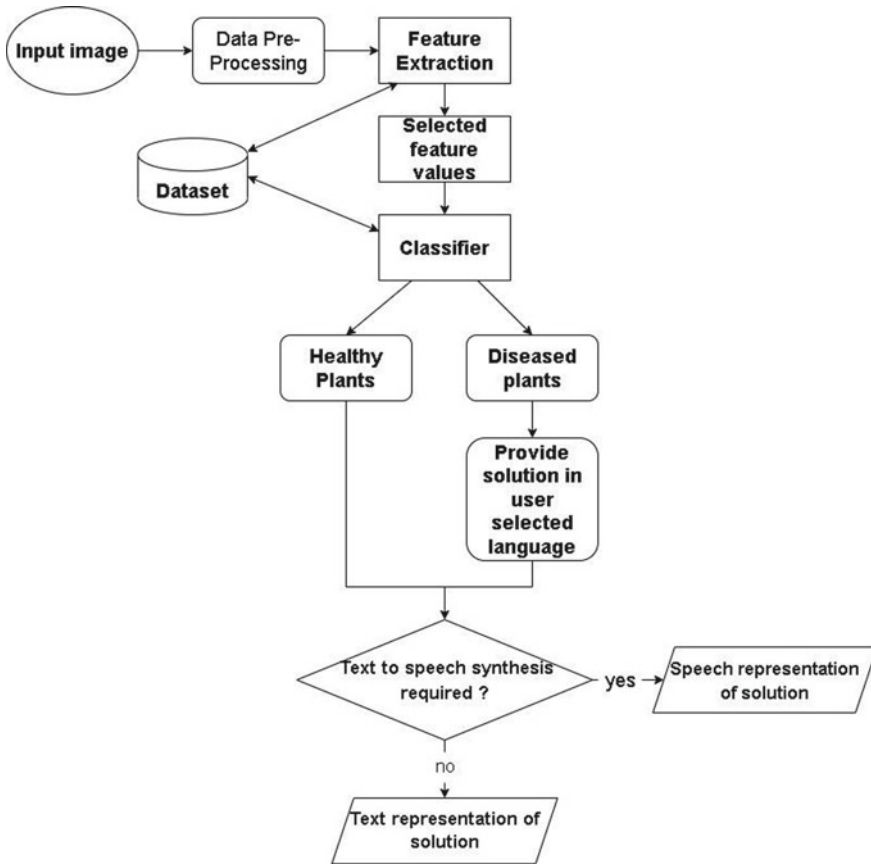 Input image
Data Pre-
Processing
Feature
Extraction
Selected
feature
values
Dataset
Classifier
Healthy
Plants
Diseased
plants
Provide
solution in
user
selected
language
Text to speech synthesis
required ?
yes
Speech representation
of solution
no
Text representation of
solution